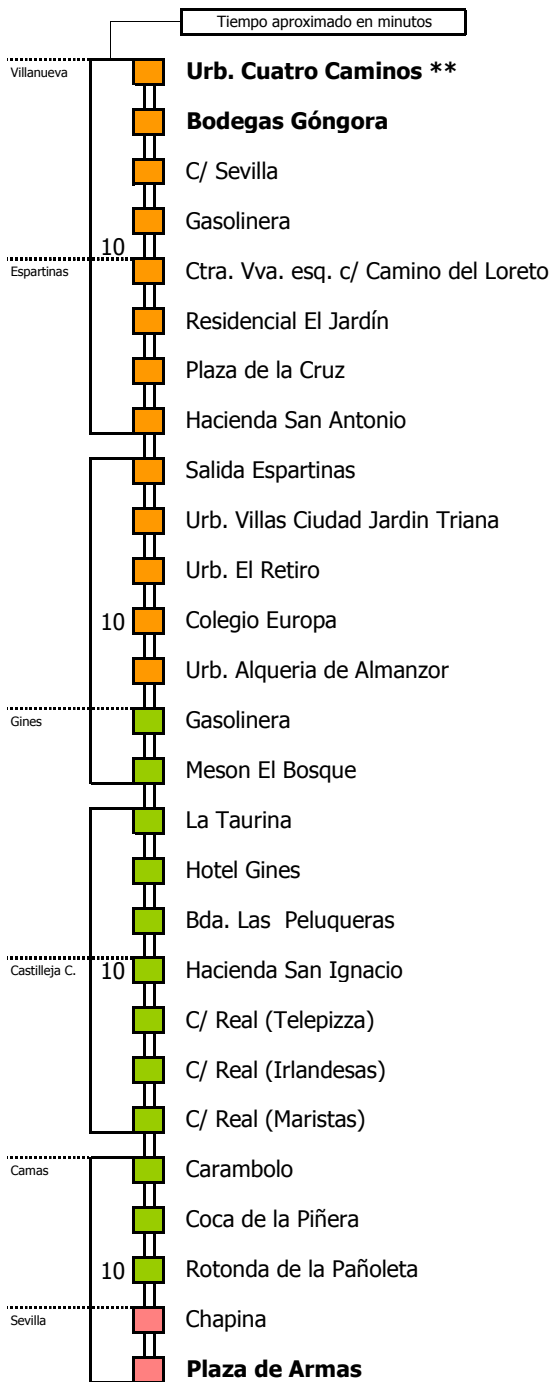 Tiempo aproximado en minutos
Villanueva
Urb. Cuatro Caminos **
Bodegas Góngora
C/ Sevilla
Gasolinera
10
Espartinas
Ctra. Vva. esq. c/ Camino del Loreto
Residencial El Jardín
Plaza de la Cruz
Hacienda San Antonio
Salida Espartinas
Urb. Villas Ciudad Jardin Triana
Urb. El Retiro
10
Colegio Europa
Urb. Alqueria de Almanzor
Gines
Gasolinera
Meson El Bosque
La Taurina
Hotel Gines
Bda. Las Peluqueras
Castilleja C.
10
Hacienda San Ignacio
C/ Real (Telepizza)
C/ Real (Irlandesas)
C/ Real (Maristas)
Camas
Carambolo
Coca de la Piñera
10
Rotonda de la Pañoleta
Sevilla
Chapina
Plaza de Armas